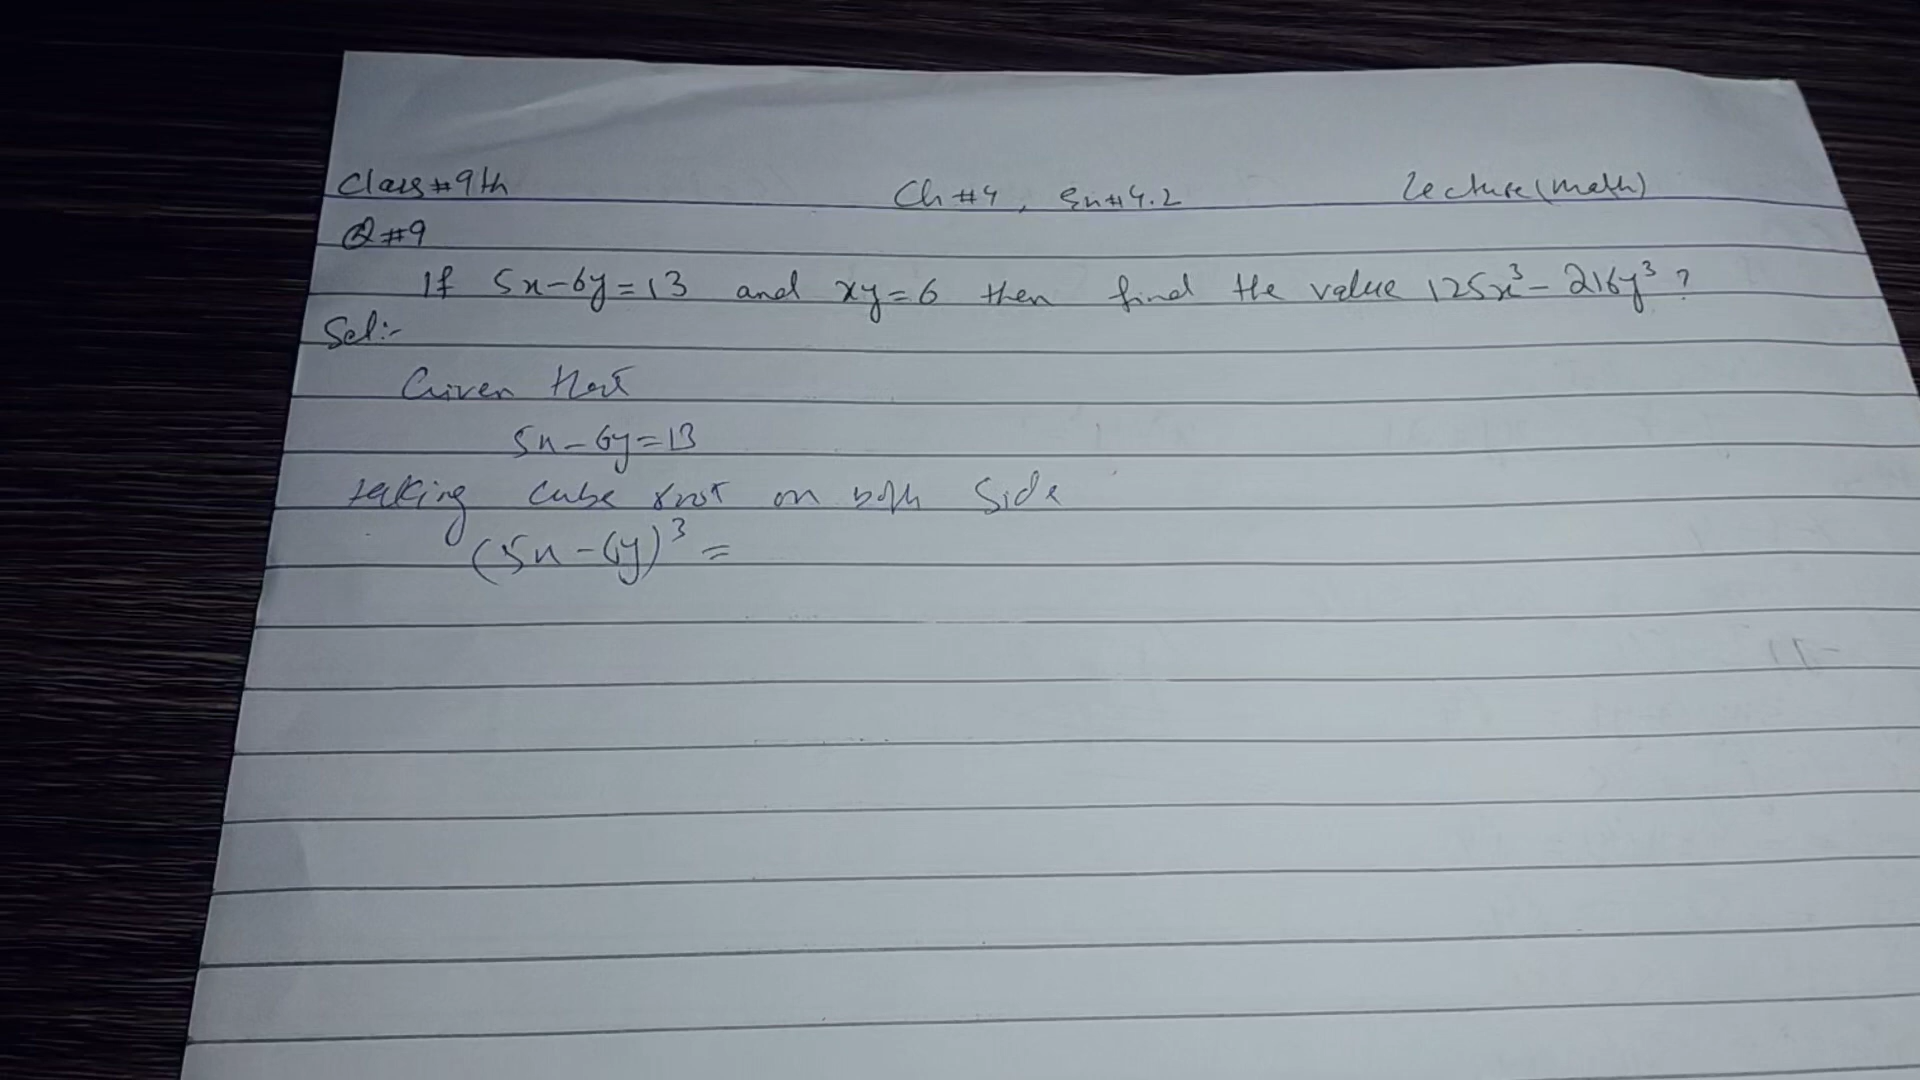 Class #9th Ch #4, Ex#4.2 Lecture (math)
Q #9
If 5x-6y=13 and xy=6 then find the value 125x³-216y³?
Sol:-
Given that
5x-6y=13
taking cube root on both Side
(5x-6y)³=